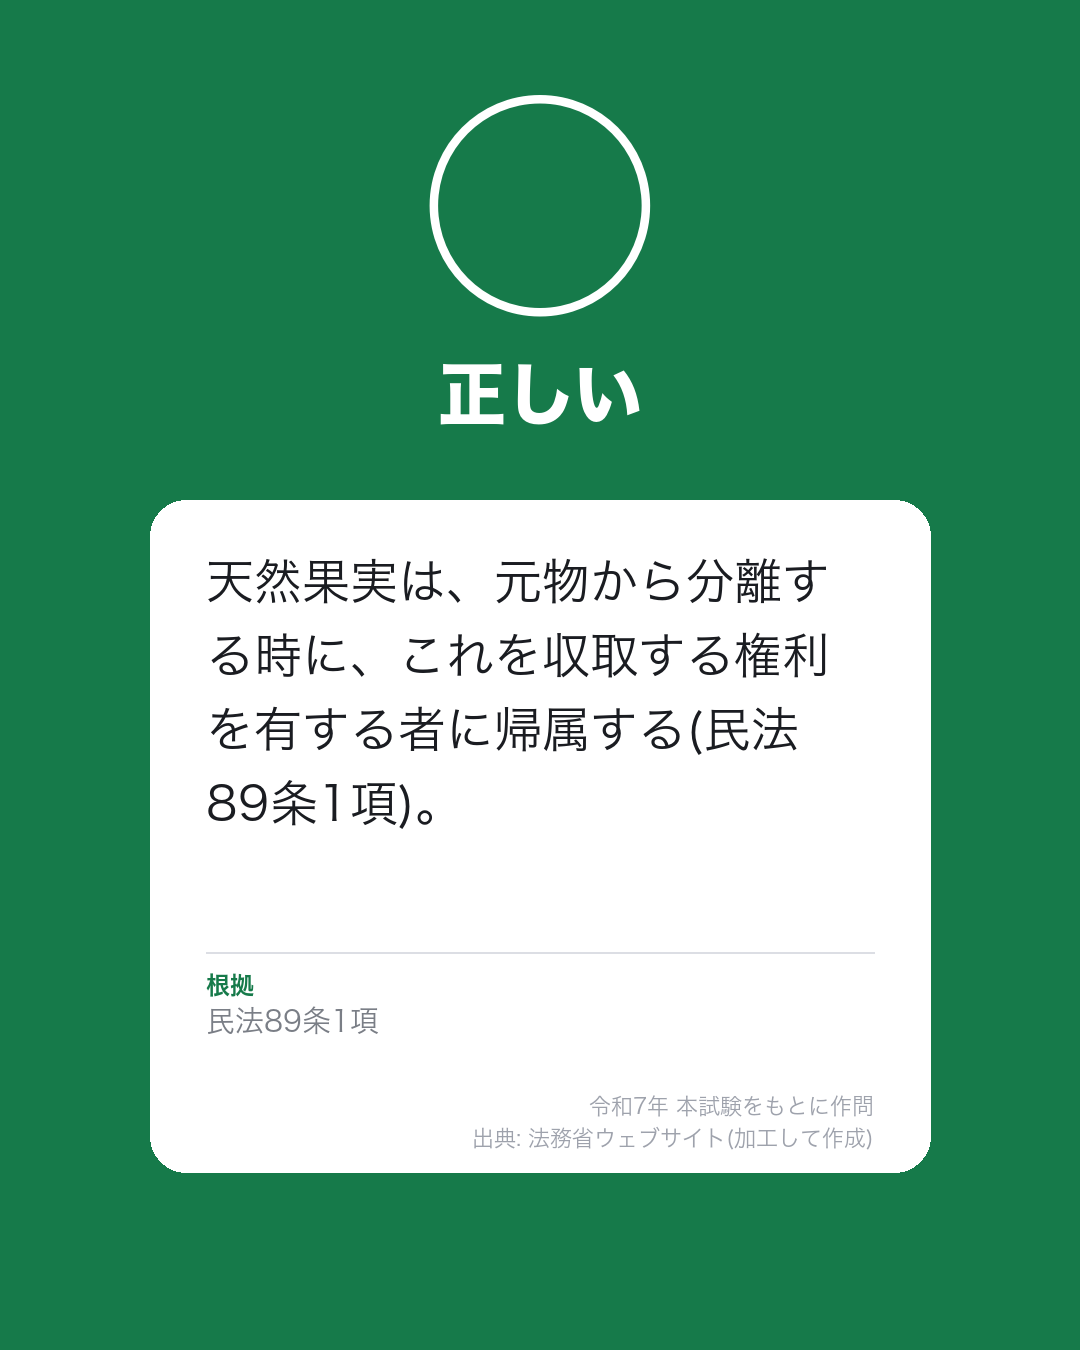 正しい
天然果実は、元物から分離す
る時に、これを収取する権利
を有する者に帰属する(民法
89条1項)。
根拠
民法89条1項
令和7年 本試験をもとに作問
出典: 法務省ウェブサイト(加工して作成)